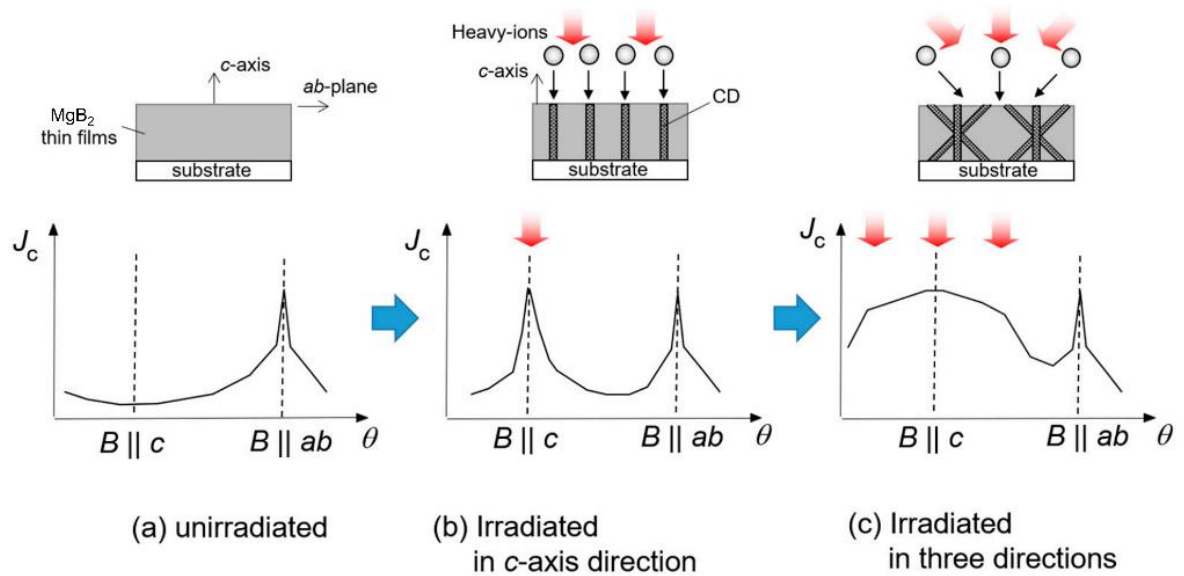 c-axis
ab-plane
MgB₂
thin films
substrate
Heavy-ions
c-axis
CD
substrate
substrate
Jc
B || c
B || ab
θ
Jc
B || c
B || ab
θ
Jc
B || c
B || ab
θ
(a) unirradiated
(b) Irradiated
in c-axis direction
(c) Irradiated
in three directions